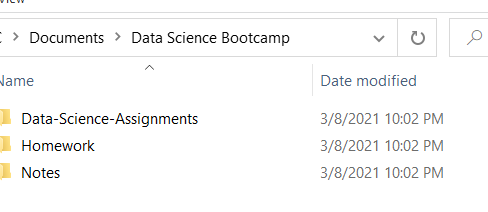 View
Documents > Data Science Bootcamp
Name Date modified
Data-Science-Assignments 3/8/2021 10:02 PM
Homework 3/8/2021 10:02 PM
Notes 3/8/2021 10:02 PM